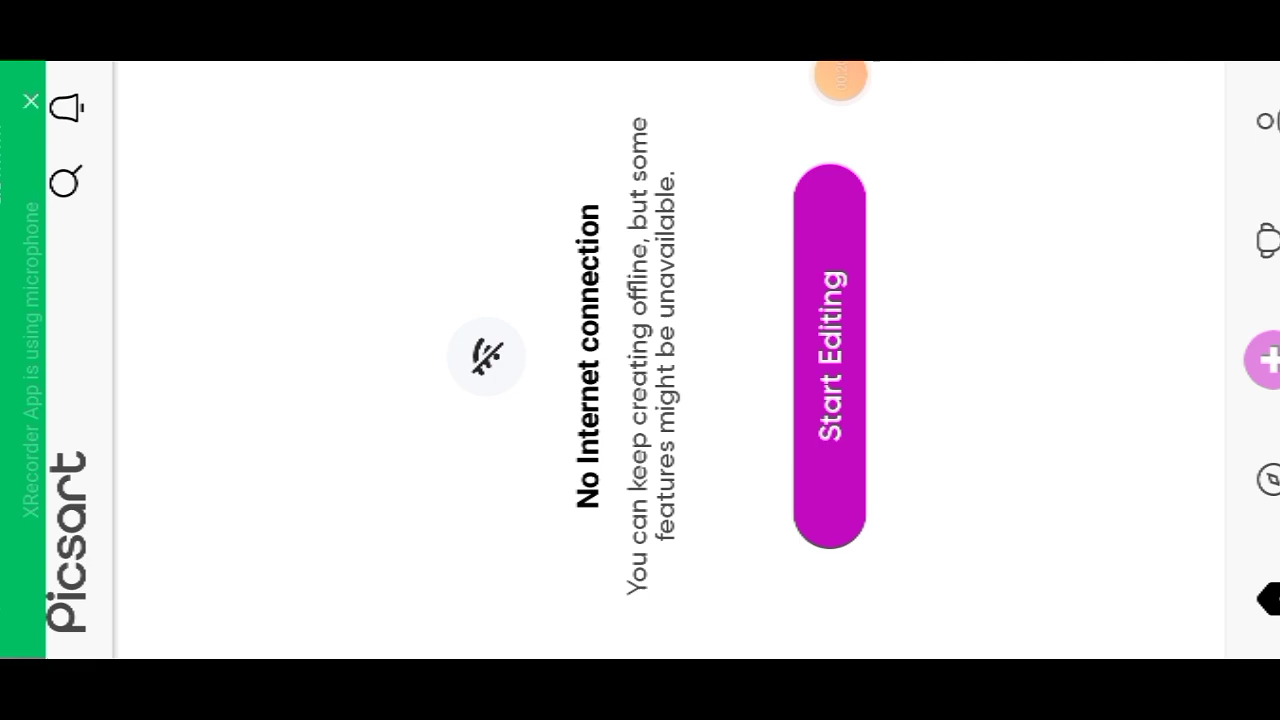 XRecorder App is using microphone
Picsart
No Internet connection
You can keep creating offline, but some
features might be unavailable.
Start Editing